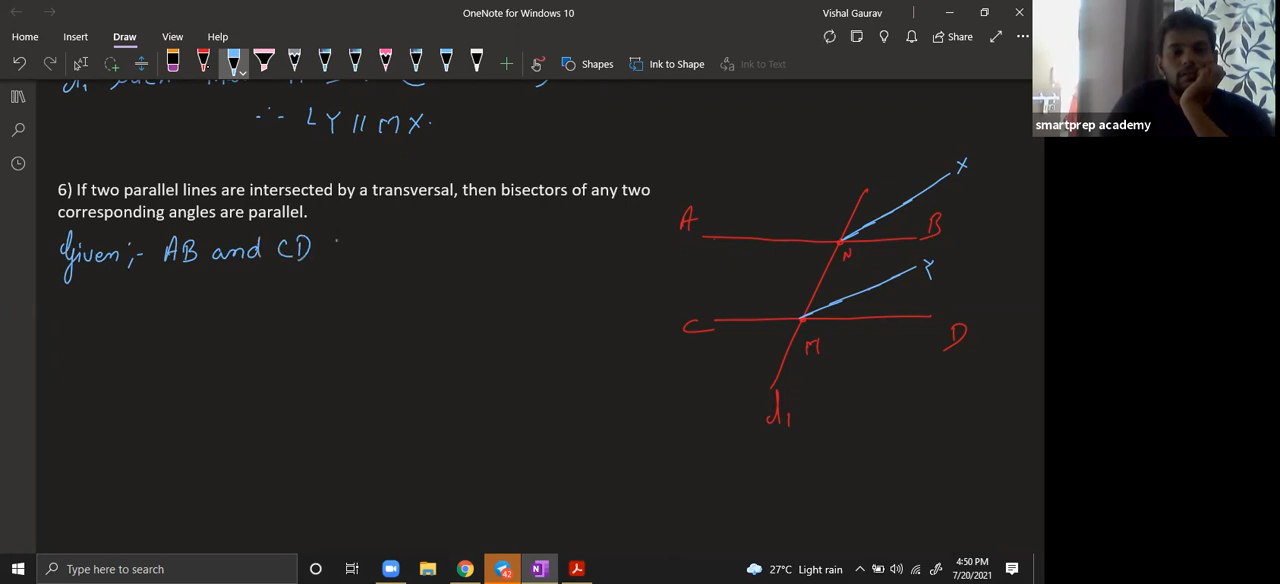 OneNote for Windows 10
Vishal Gaurav
Home Insert Draw View Help
Share
Shapes
Ink to Shape
Ink to Text
smartprep academy
∴ LY || MX.
6) If two parallel lines are intersected by a transversal, then bisectors of any two
corresponding angles are parallel.
Given :- AB and CD
X
A
B
N
Y
C
D
M
d1
Type here to search
42
27°C Light rain
4:50 PM
7/20/2021